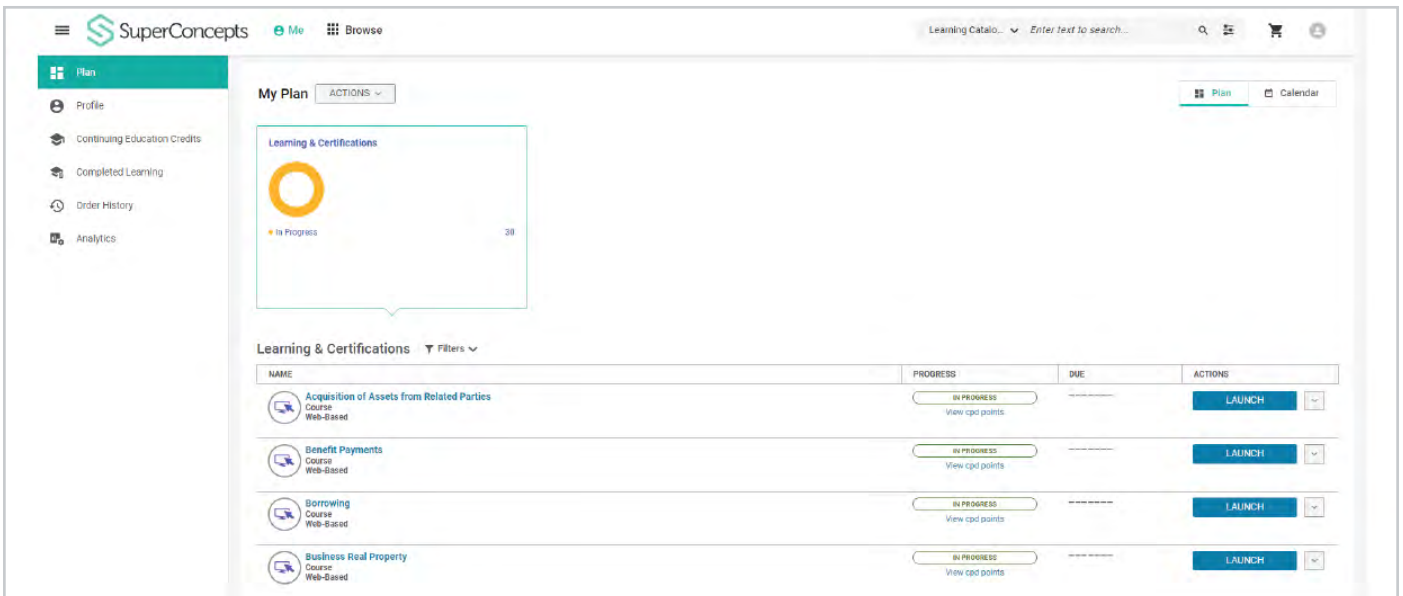 SuperConcepts
Me
Browse
Learning Catalo...
Enter text to search...
Plan
Profile
Continuing Education Credits
Completed Learning
Order History
Analytics
My Plan
ACTIONS
Plan
Calendar
Learning & Certifications
In Progress
Learning & Certifications
Filters
NAME
PROGRESS
DUE
ACTIONS
Acquisition of Assets from Related Parties
Course
Web-Based
IN PROGRESS
View cpd points
-------
LAUNCH
Benefit Payments
Course
Web-Based
IN PROGRESS
View cpd points
-------
LAUNCH
Borrowing
Course
Web-Based
IN PROGRESS
View cpd points
-------
LAUNCH
Business Real Property
Course
Web-Based
IN PROGRESS
View cpd points
-------
LAUNCH